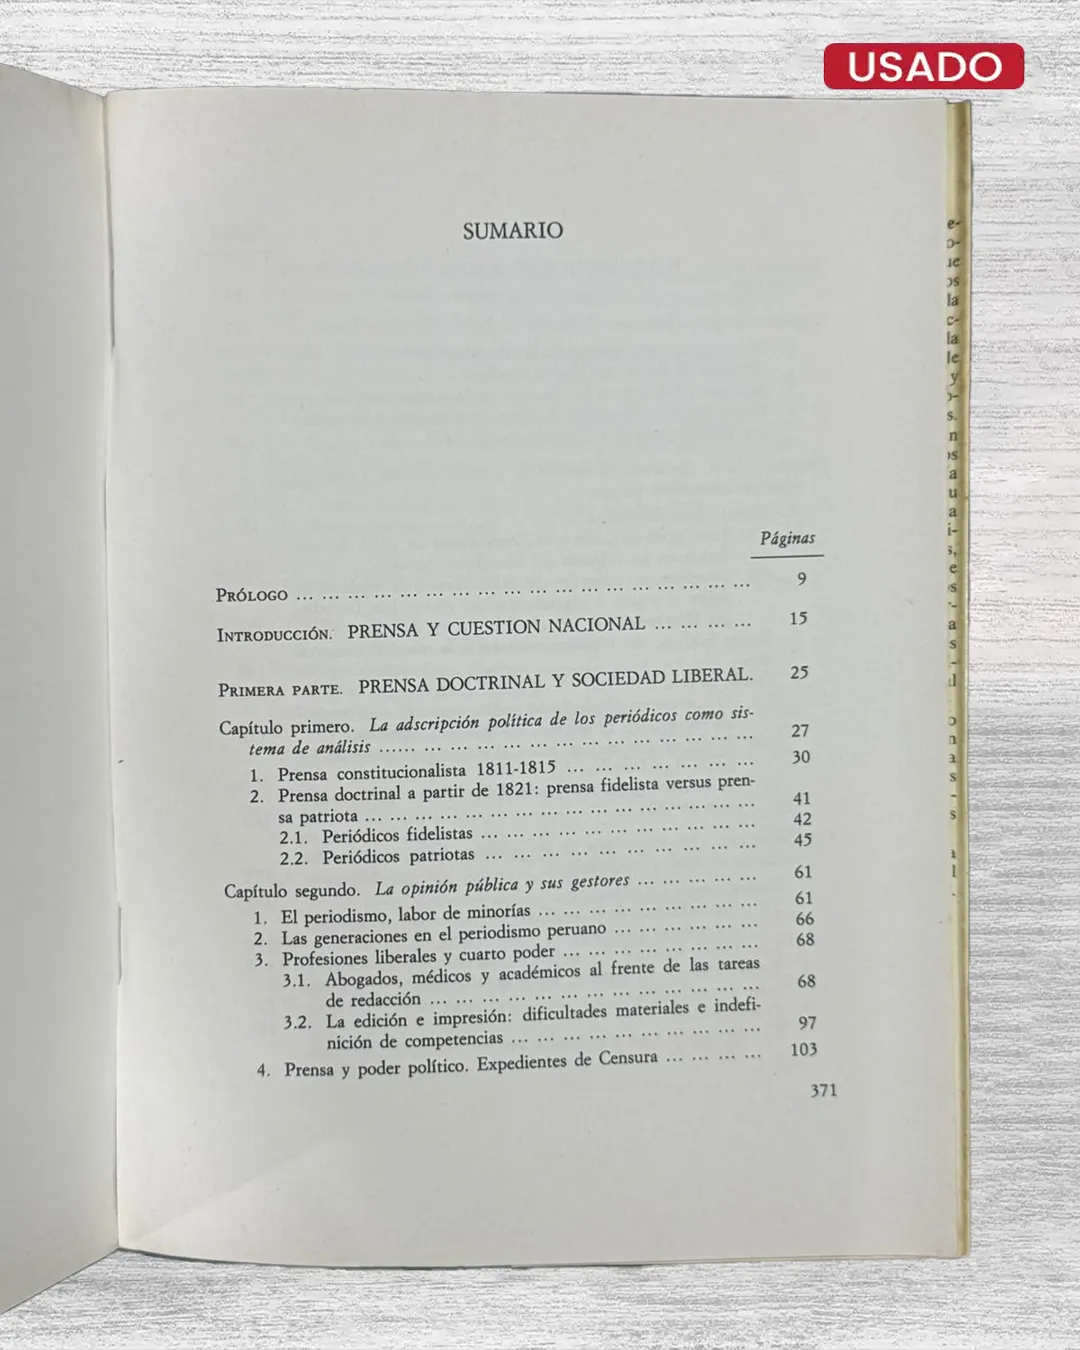 USADO
SUMARIO
Páginas
PRÓLOGO ... ... ... ... ... ... ... ... ... ... ... ... ... ... ... ... ... ... 9
INTRODUCCIÓN. PRENSA Y CUESTION NACIONAL ... ... ... ... 15
PRIMERA PARTE. PRENSA DOCTRINAL Y SOCIEDAD LIBERAL. 25
Capítulo primero. La adscripción política de los periódicos como sis-
tema de análisis ...... ... ... ... ... ... ... ... ... ... ... ... ... ... 27
1. Prensa constitucionalista 1811-1815 ... ... ... ... ... ... ... 30
2. Prensa doctrinal a partir de 1821: prensa fidelista versus pren-
sa patriota ... ... ... ... ... ... ... ... ... ... ... ... ... ... ... 41
2.1. Periódicos fidelistas ... ... ... ... ... ... ... ... ... ... ... 42
2.2. Periódicos patriotas ... ... ... ... ... ... ... ... ... ... ... 45
Capítulo segundo. La opinión pública y sus gestores ... ... ... ... ... 61
1. El periodismo, labor de minorías ... ... ... ... ... ... ... ... ... 61
2. Las generaciones en el periodismo peruano ... ... ... ... ... ... 66
3. Profesiones liberales y cuarto poder ... ... ... ... ... ... ... ... 68
3.1. Abogados, médicos y académicos al frente de las tareas
de redacción ... ... ... ... ... ... ... ... ... ... ... ... ... 68
3.2. La edición e impresión: dificultades materiales e indefi-
nición de competencias ... ... ... ... ... ... ... ... ... ... 97
4. Prensa y poder político. Expedientes de Censura ... ... ... ... 103
371